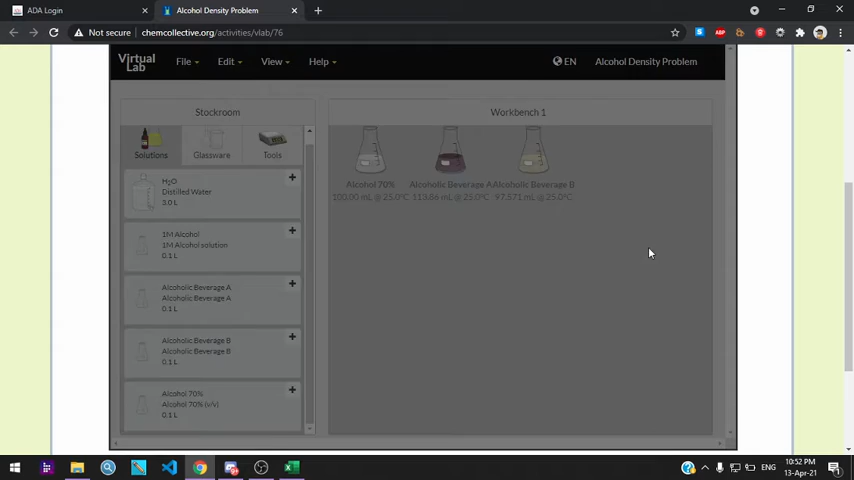 ADA Login
Alcohol Density Problem
Not secure
chemcollective.org/activities/vlab/76
ABP
Virtual
Lab
File
Edit
View
Help
EN
Alcohol Density Problem
Stockroom
Workbench 1
Solutions
Glassware
Tools
H₂O
Distilled Water
3.0 L
1M Alcohol
1M Alcohol solution
0.1 L
Alcoholic Beverage A
Alcoholic Beverage A
0.1 L
Alcoholic Beverage B
Alcoholic Beverage B
0.1 L
Alcohol 70%
Alcohol 70% (v/v)
0.1 L
Alcohol 70%
100.00 mL @ 25.0°C
Alcoholic Beverage A
113.86 mL @ 25.0°C
Alcoholic Beverage B
97.571 mL @ 25.0°C
ENG
10:52 PM
13-Apr-21